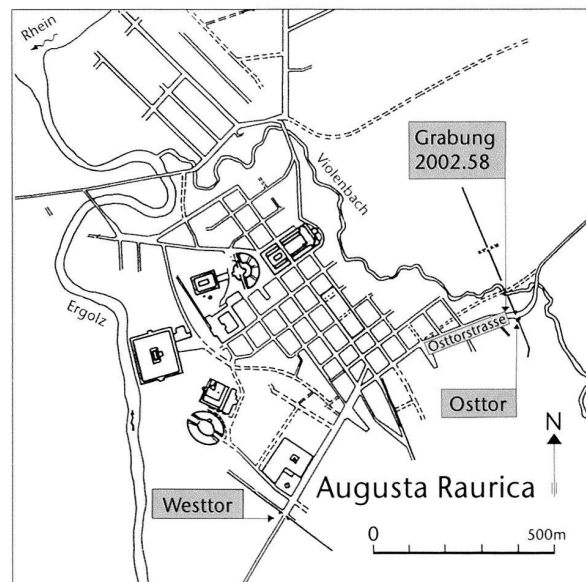 Rhein
Grabung
2002.58
Violenbach
Ergolz
Osttorstrasse
Osttor
N
Augusta Raurica
Westtor
0
500m